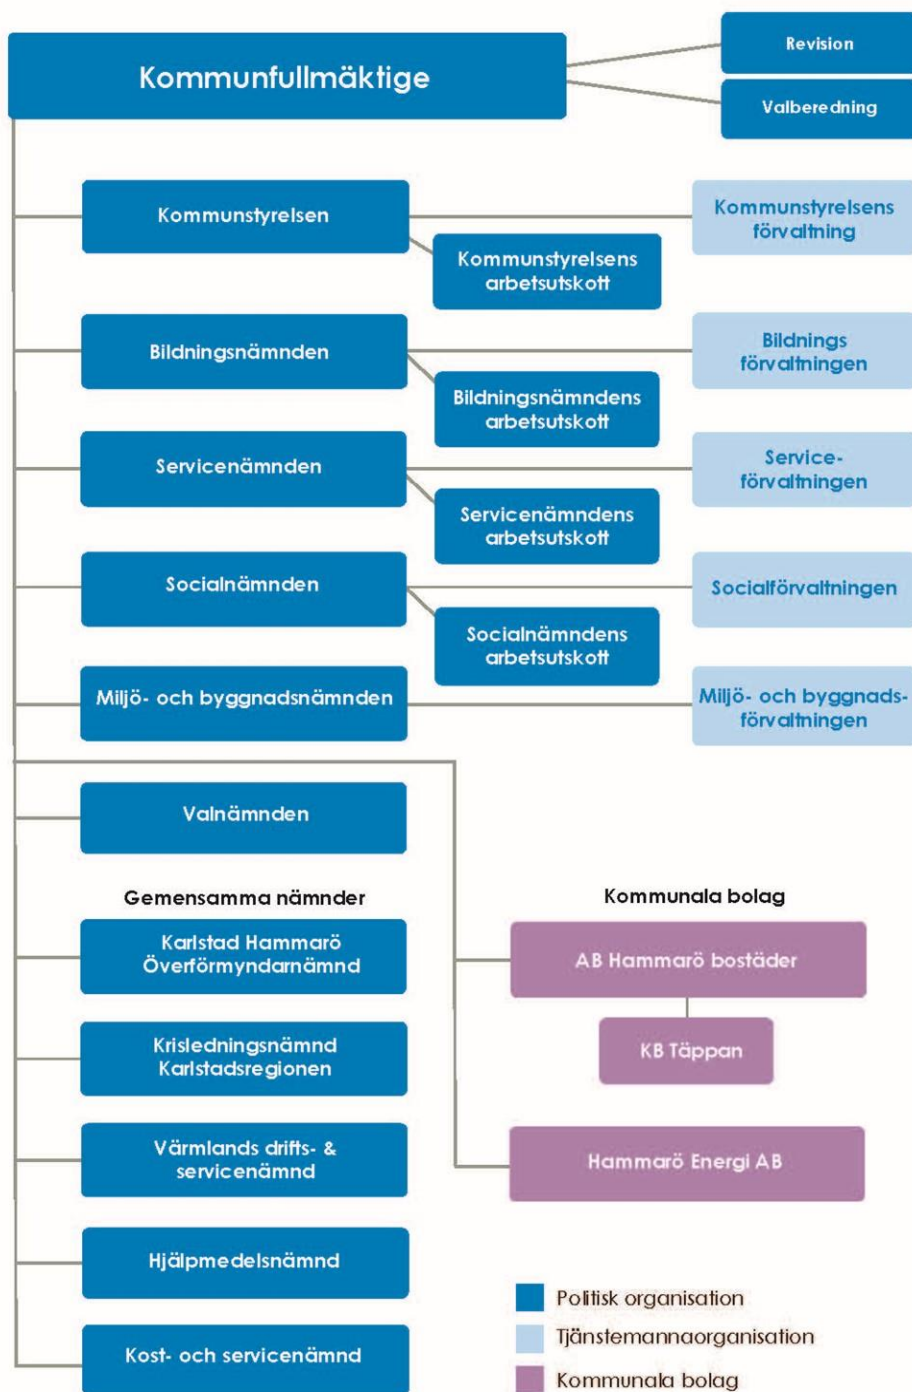 Kommunfullmäktige
Revision
Valberedning
Kommunstyrelsen
Kommunstyrelsens
förvaltning
Kommunstyrelsens
arbetsutskott
Bildningsnämnden
Bildnings
förvaltningen
Bildningsnämndens
arbetsutskott
Servicenämnden
Service-
förvaltningen
Servicenämndens
arbetsutskott
Socialnämnden
Socialförvaltningen
Socialnämndens
arbetsutskott
Miljö- och byggnadsnämnden
Miljö- och byggnads-
förvaltningen
Valnämnden
Gemensamma nämnder
Karlstad Hammarö
Överförmyndarnämnd
Krisledningsnämnd
Karlstadsregionen
Värmlands drifts- &
servicenämnd
Hjälpmedelsnämnd
Kost- och servicenämnd
Kommunala bolag
AB Hammarö bostäder
KB Täppan
Hammarö Energi AB
Politisk organisation
Tjänstemannaorganisation
Kommunala bolag